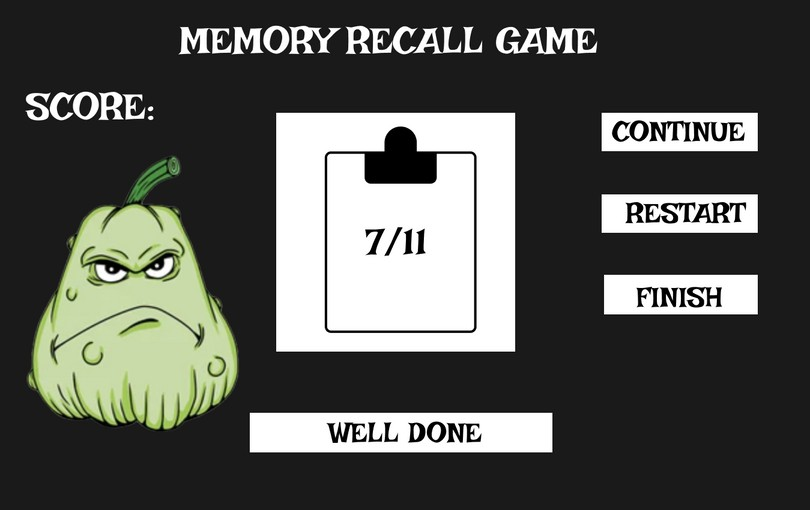 MEMORY RECALL GAME
SCORE:
7/11
CONTINUE
RESTART
FINISH
WELL DONE